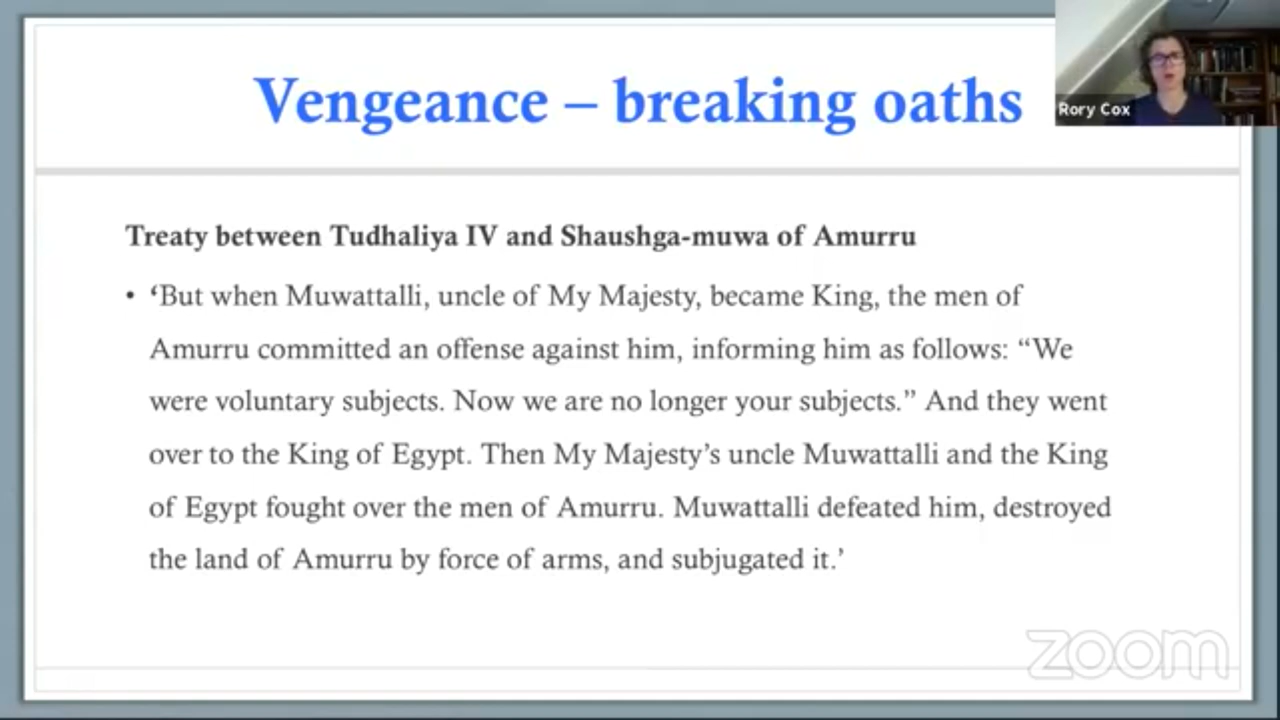 Vengeance – breaking oaths
Rory Cox
Treaty between Tudhaliya IV and Shaushga-muwa of Amurru
• ‘But when Muwattalli, uncle of My Majesty, became King, the men of
Amurru committed an offense against him, informing him as follows: “We
were voluntary subjects. Now we are no longer your subjects.” And they went
over to the King of Egypt. Then My Majesty’s uncle Muwattalli and the King
of Egypt fought over the men of Amurru. Muwattalli defeated him, destroyed
the land of Amurru by force of arms, and subjugated it.’
zoom